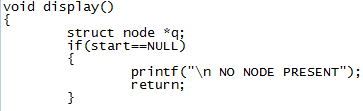 void display()
{
struct node *q;
if(start==NULL)
{
printf("\n NO NODE PRESENT");
return;
}